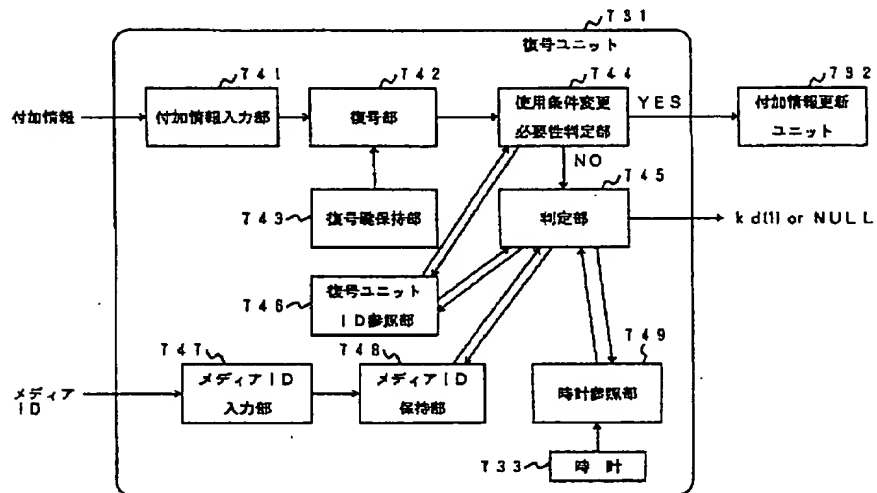 731
復号ユニット
741
742
744
732
付加情報
付加情報入力部
復号部
使用条件変更
必要性判定部
YES
付加情報更新
ユニット
NO
745
743
復号鍵保持部
判定部
kd[1] or NULL
746
復号ユニット
ID参照部
747
748
749
メディア
ID
メディアID
入力部
メディアID
保持部
時計参照部
733
時 計